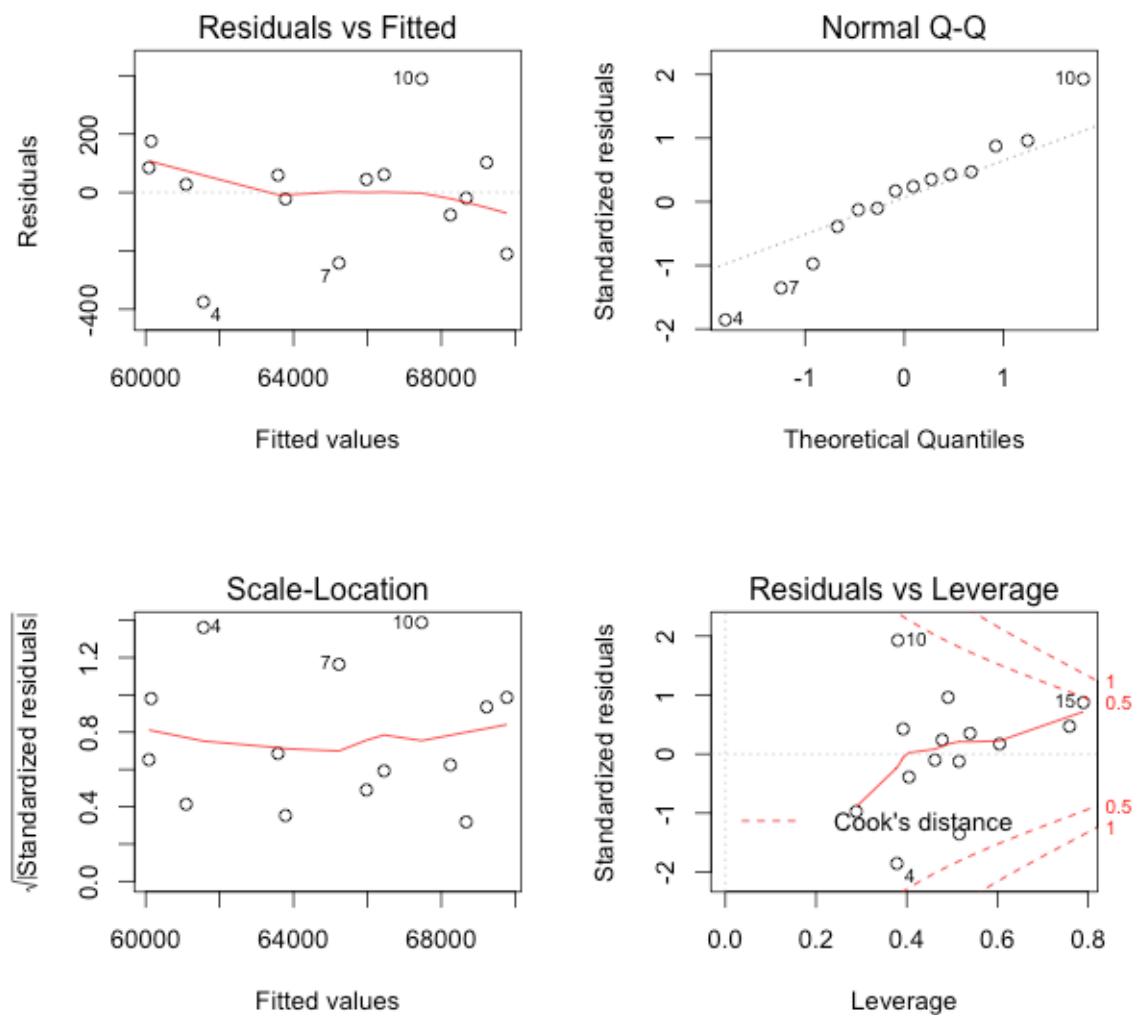 Residuals vs Fitted
Residuals
200
0
-400
10
7
4
60000 64000 68000
Fitted values
Normal Q-Q
Standardized residuals
2
1
0
-1
-2
10
7
4
-1 0 1
Theoretical Quantiles
Scale-Location
√|Standardized residuals|
1.2
0.8
0.4
0.0
4
7
10
60000 64000 68000
Fitted values
Residuals vs Leverage
Standardized residuals
2
1
0
-1
-2
10
15
4
1
0.5
0.5
1
Cook's distance
0.0 0.2 0.4 0.6 0.8
Leverage